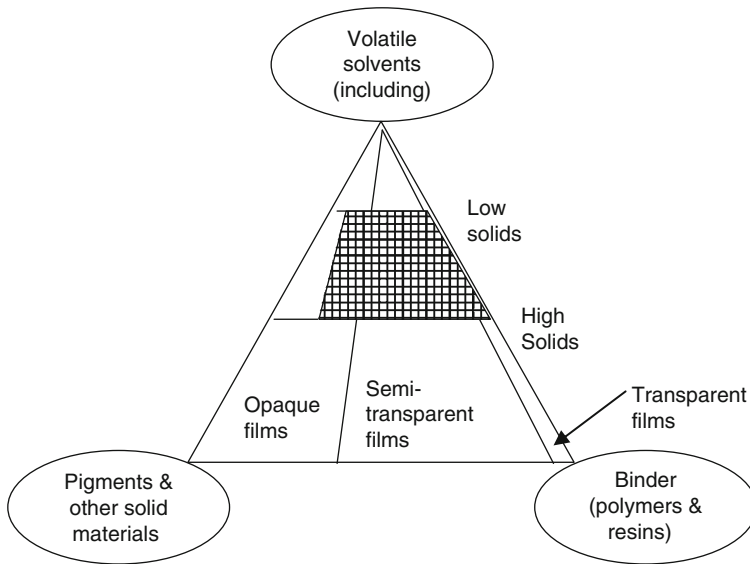 Volatile
solvents
(including)
Low
solids
High
Solids
Opaque
films
Semi-
transparent
films
Transparent
films
Pigments &
other solid
materials
Binder
(polymers &
resins)